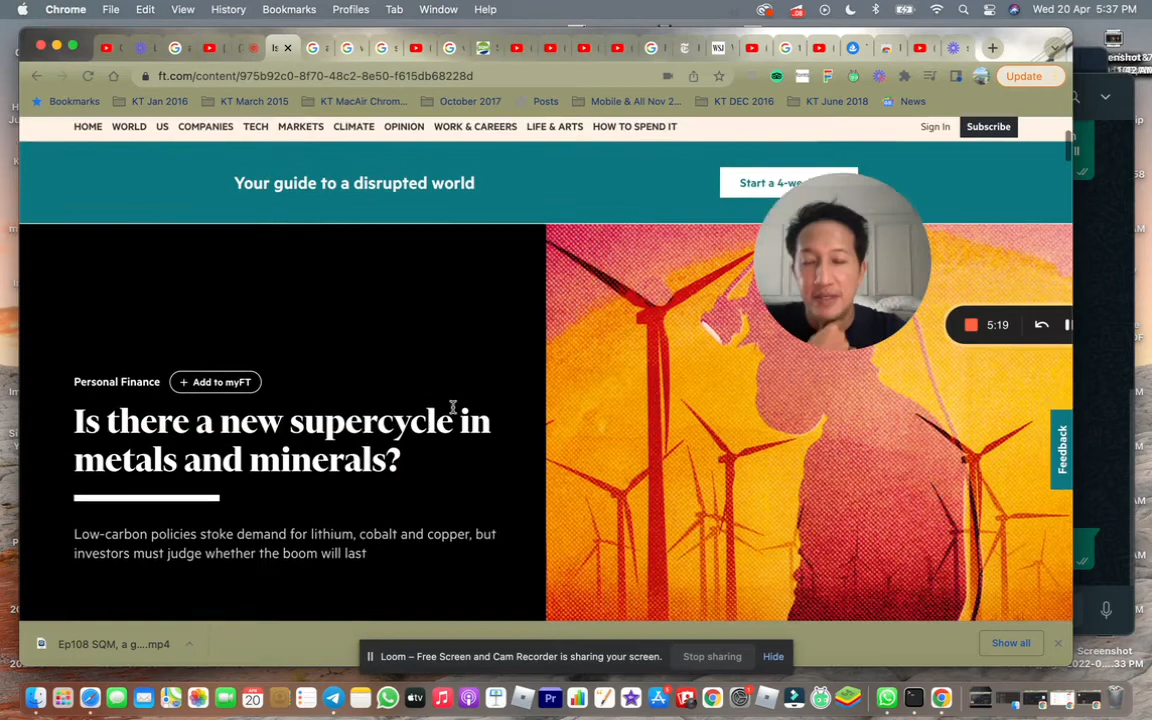 Chrome File Edit View History Bookmarks Profiles Tab Window Help Wed 20 Apr 5:37 PM
ft.com/content/975b92c0-8f70-48c2-8e50-f615db68228d Update
Bookmarks KT Jan 2016 KT March 2015 KT MacAir Chrom... October 2017 Posts Mobile & All Nov 2... KT DEC 2016 KT June 2018 News
HOME WORLD US COMPANIES TECH MARKETS CLIMATE OPINION WORK & CAREERS LIFE & ARTS HOW TO SPEND IT Sign In Subscribe
Your guide to a disrupted world Start a 4-we
5:19
Personal Finance + Add to myFT
Is there a new supercycle in
metals and minerals?
Feedback
Low-carbon policies stoke demand for lithium, cobalt and copper, but
investors must judge whether the boom will last
Ep108 SQM, a g....mp4 Show all
Loom – Free Screen and Cam Recorder is sharing your screen. Stop sharing Hide